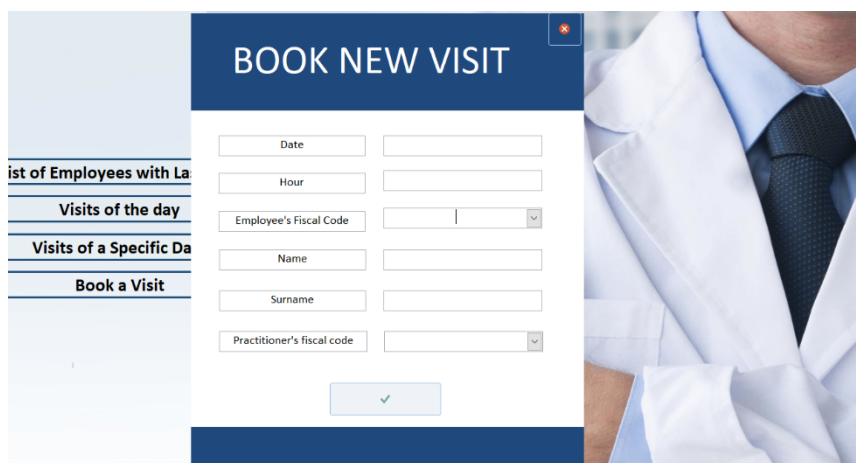 BOOK NEW VISIT
Date
Hour
Employee's Fiscal Code
Name
Surname
Practitioner's fiscal code
ist of Employees with La
Visits of the day
Visits of a Specific Da
Book a Visit